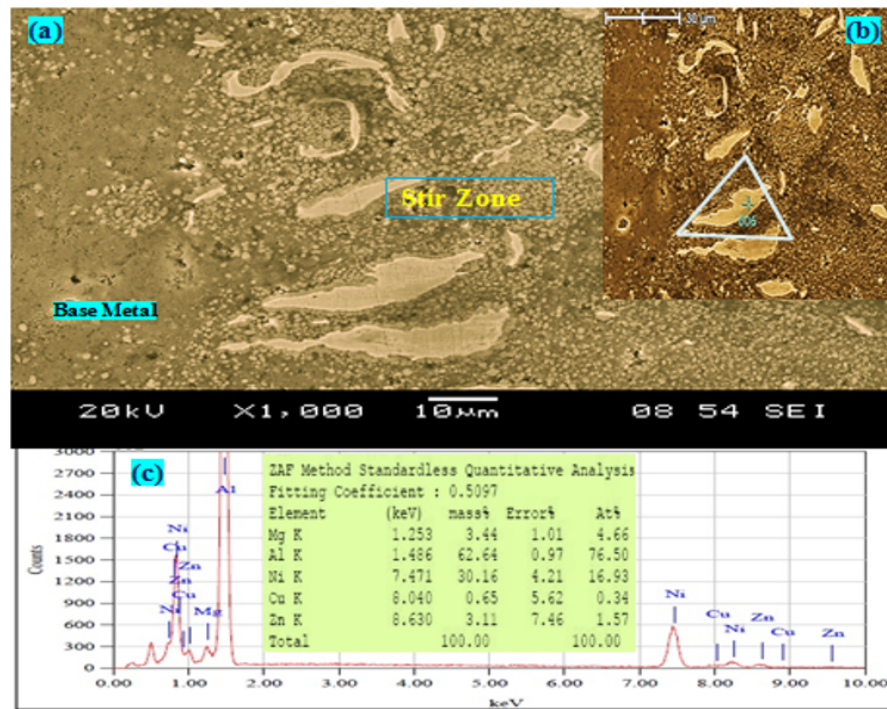 (a)
30 µm
(b)
Stir Zone
006
Base Metal
20kV X1,000 10µm 08 54 SEI
(c)
3000
2700
2400
2100
1800
1500
1200
900
600
300
0
Counts
ZAF Method Standardless Quantitative Analysis
Fitting Coefficient : 0.5097
Element (keV) mass% Error% At%
Mg K 1.253 3.44 1.01 4.66
Al K 1.486 62.64 0.97 76.50
Ni K 7.471 30.16 4.21 16.93
Cu K 8.040 0.65 5.62 0.34
Zn K 8.630 3.11 7.46 1.57
Total 100.00 100.00
Al
Ni
Cu
Zn
Zn
Cu
Ni
Mg
Ni
Cu
Ni
Zn
Cu
Zn
0.00 1.00 2.00 3.00 4.00 5.00 6.00 7.00 8.00 9.00 10.00
keV